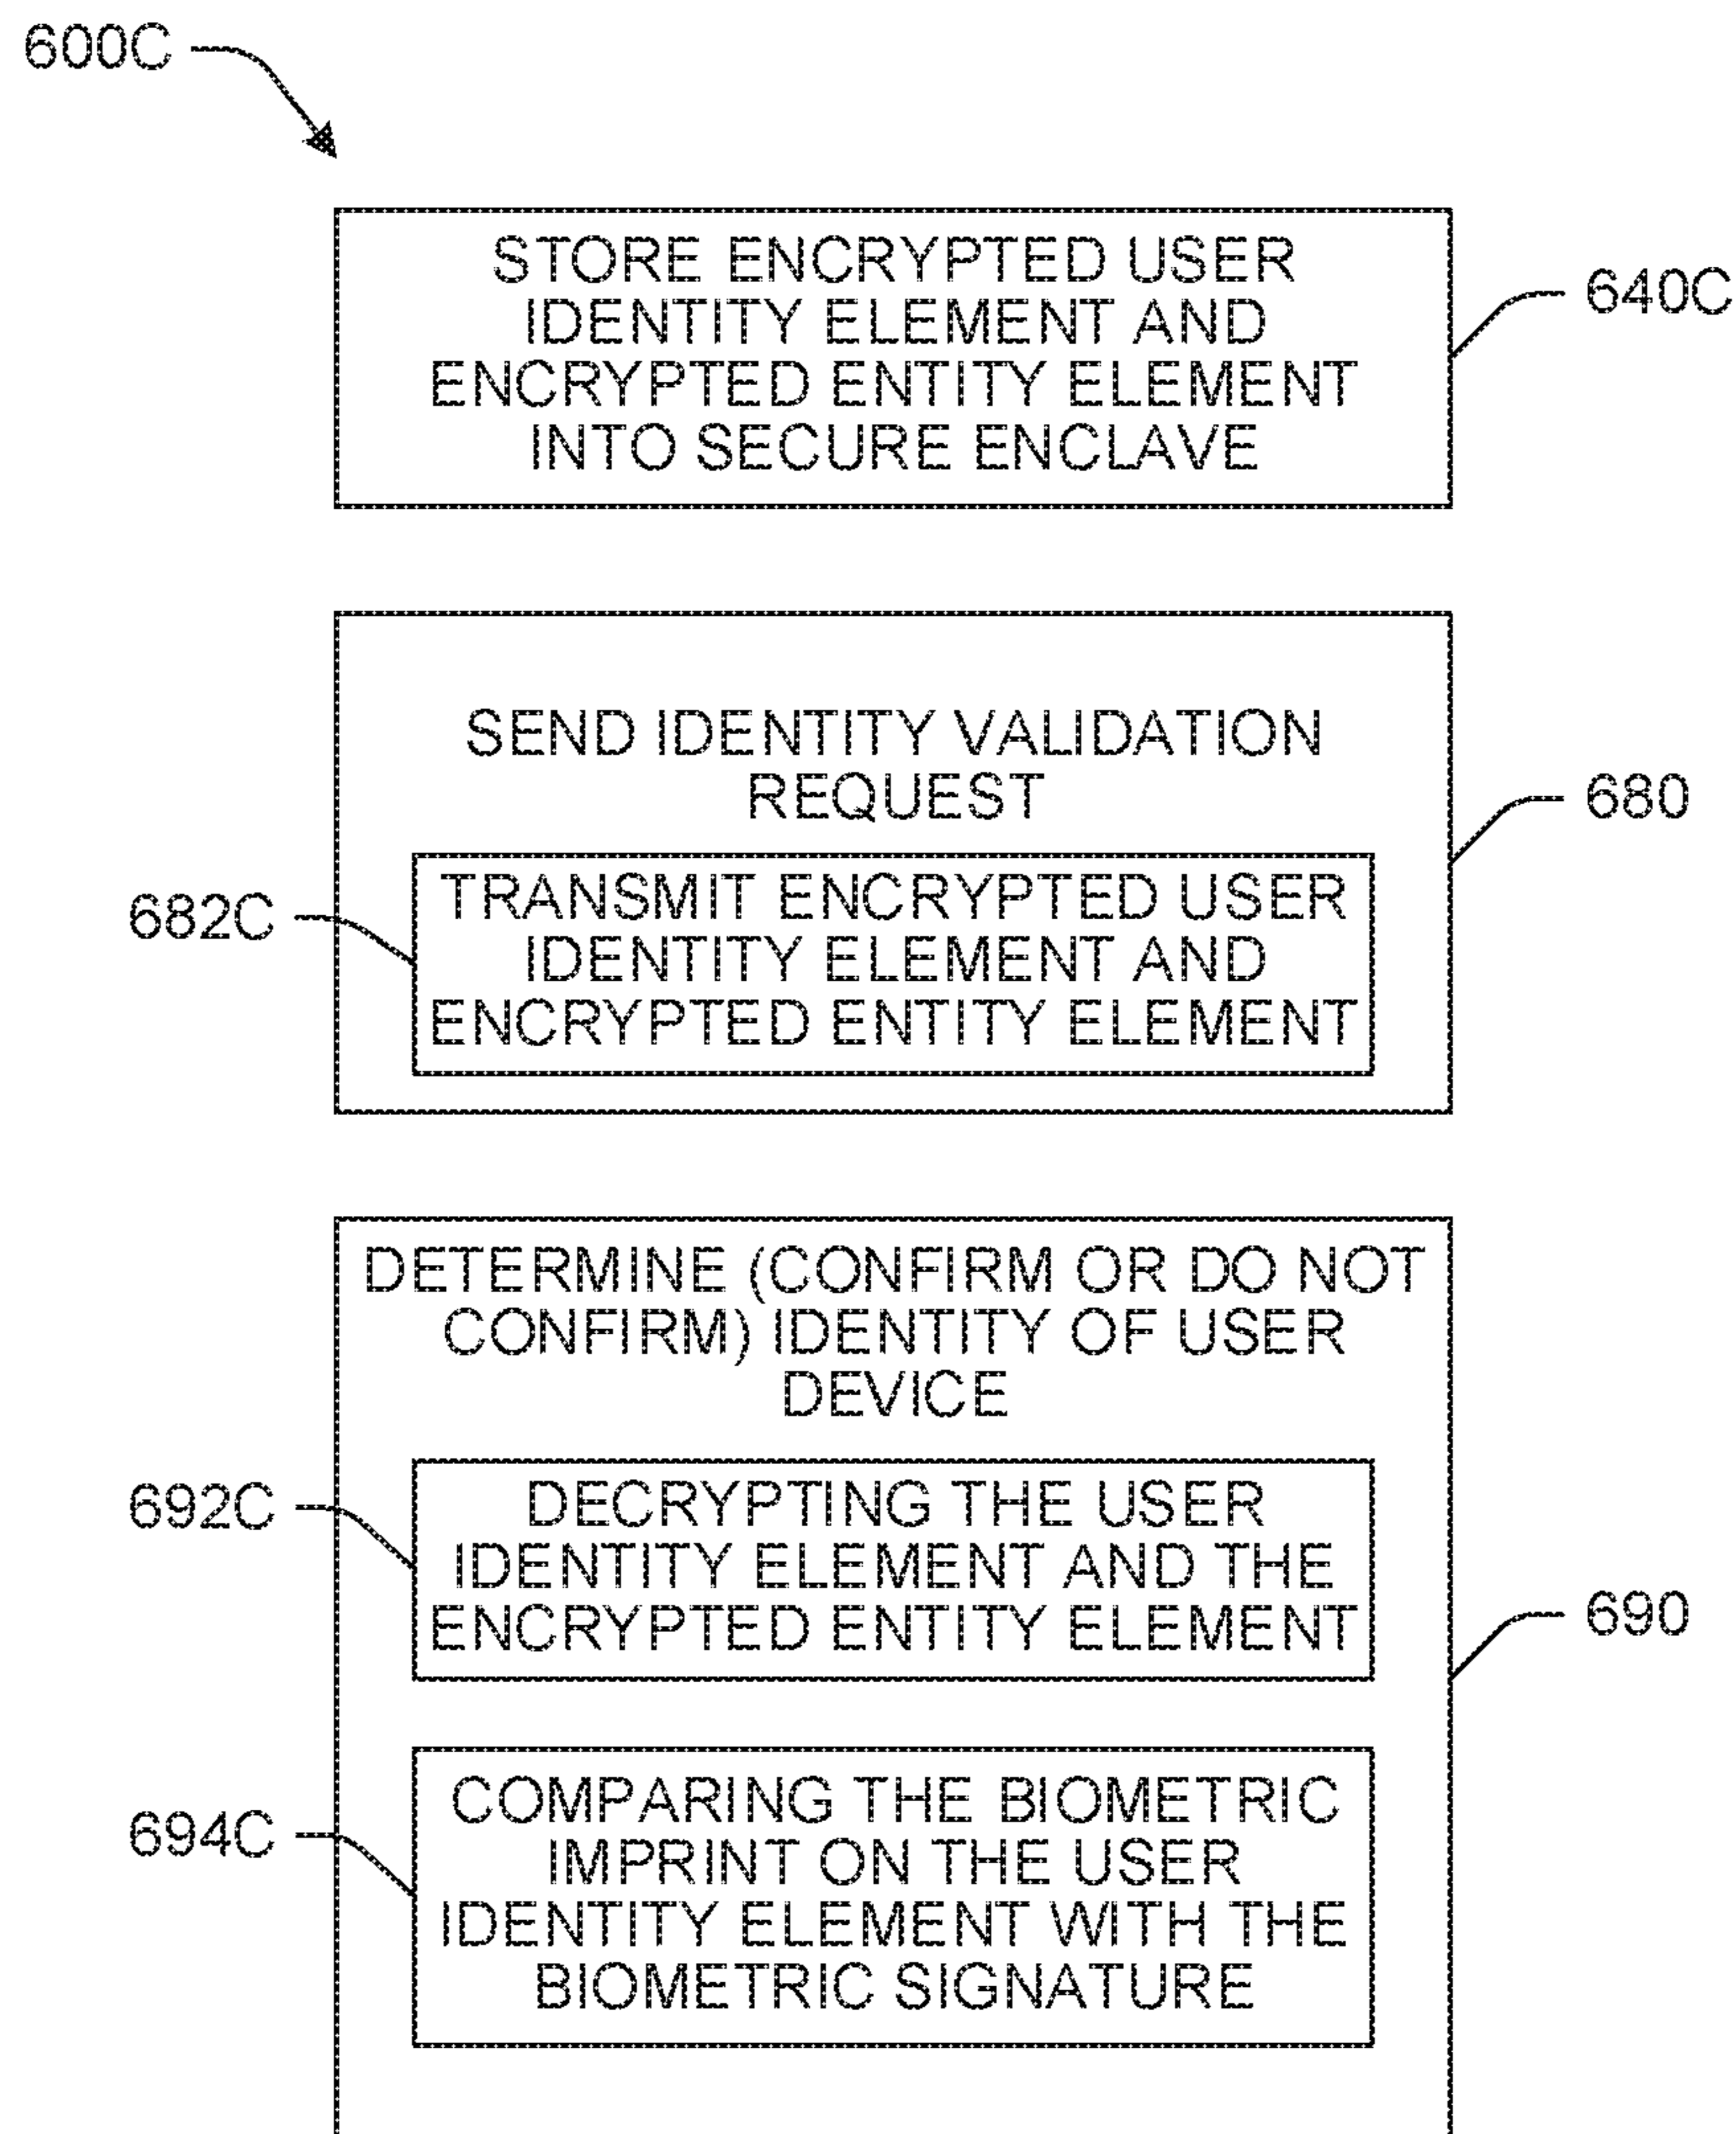 600C
STORE ENCRYPTED USER
IDENTITY ELEMENT AND
ENCRYPTED ENTITY ELEMENT
INTO SECURE ENCLAVE
640C
SEND IDENTITY VALIDATION
REQUEST
680
682C
TRANSMIT ENCRYPTED USER
IDENTITY ELEMENT AND
ENCRYPTED ENTITY ELEMENT
DETERMINE (CONFIRM OR DO NOT
CONFIRM) IDENTITY OF USER
DEVICE
692C
DECRYPTING THE USER
IDENTITY ELEMENT AND THE
ENCRYPTED ENTITY ELEMENT
690
694C
COMPARING THE BIOMETRIC
IMPRINT ON THE USER
IDENTITY ELEMENT WITH THE
BIOMETRIC SIGNATURE